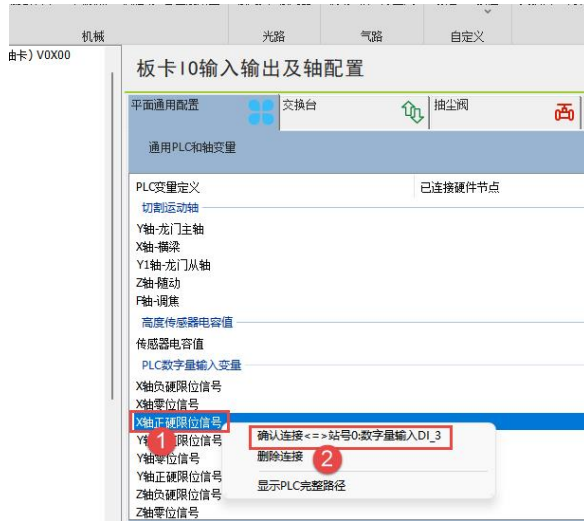 机械
光路
气路
自定义
由卡) V0X00
板卡IO输入输出及轴配置
平面通用配置
交换台
抽尘阀
通用PLC和轴变量
PLC变量定义
已连接硬件节点
切割运动轴
Y轴-龙门主轴
X轴-横梁
Y1轴-龙门从轴
Z轴-随动
F轴-调焦
高度传感器电容值
传感器电容值
PLC数字量输入变量
X轴负硬限位信号
X轴零位信号
X轴正硬限位信号
1
限位信号
确认连接<=>站号0:数字量输入DI_3
Y轴零位信号
删除连接
2
Y轴正硬限位信号
显示PLC完整路径
Z轴负硬限位信号
Z轴零位信号